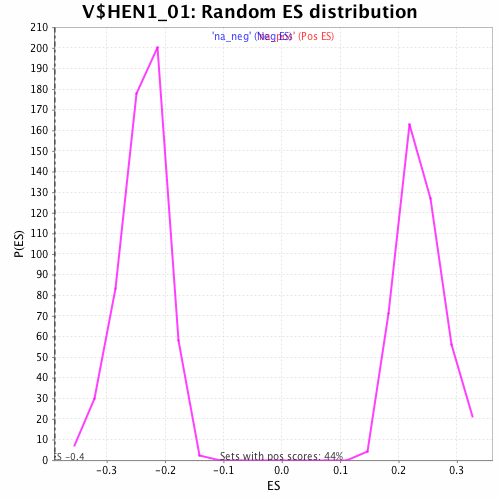 V$HEN1_01: Random ES distribution
'na_neg' (Neg ES)
'na_pos' (Pos ES)
210
200
190
180
170
160
150
140
130
120
110
100
90
80
70
60
50
40
30
20
10
0
P(ES)
ES -0.4
Sets with pos scores: 44%
-0.3 -0.2 -0.1 0.0 0.1 0.2 0.3
ES